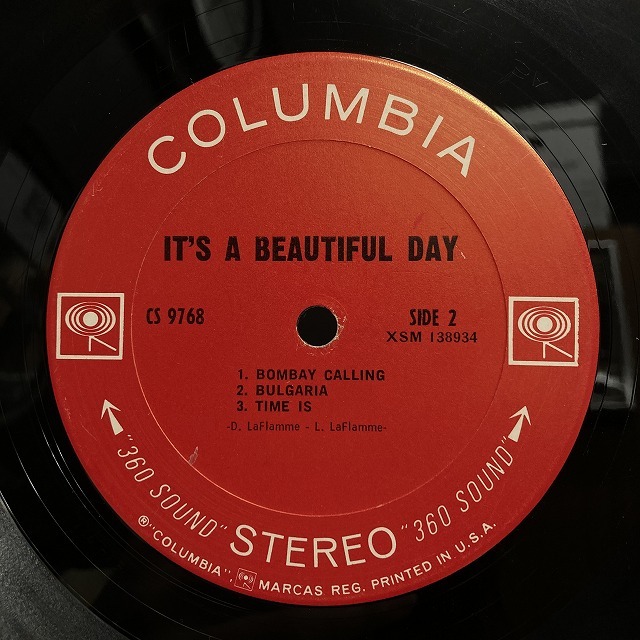 COLUMBIA
IT'S A BEAUTIFUL DAY
CS 9768
SIDE 2
XSM 138934
1. BOMBAY CALLING
2. BULGARIA
3. TIME IS
-D. LaFlamme - L. LaFlamme-
"360 SOUND" STEREO "360 SOUND"
®"COLUMBIA", MARCAS REG. PRINTED IN U.S.A.